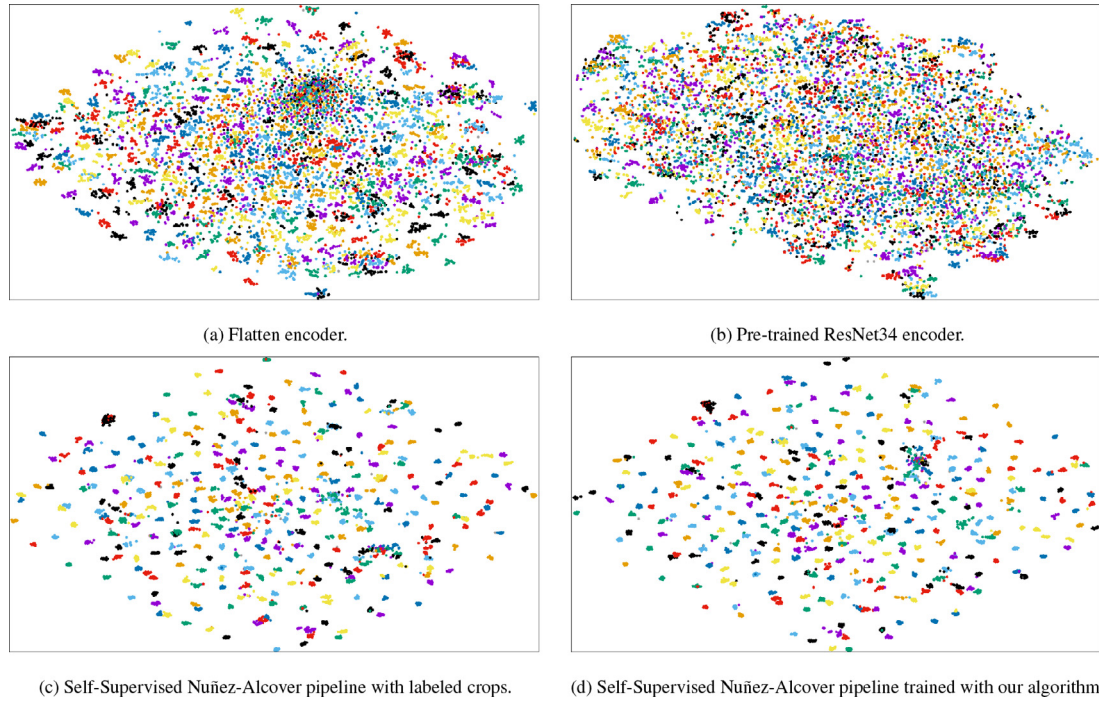 (a) Flatten encoder.
(b) Pre-trained ResNet34 encoder.
(c) Self-Supervised Nuñez-Alcover pipeline with labeled crops.
(d) Self-Supervised Nuñez-Alcover pipeline trained with our algorithm